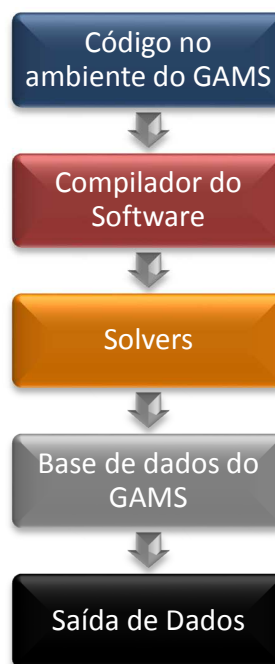 Código no
ambiente do GAMS
Compilador do
Software
Solvers
Base de dados do
GAMS
Saída de Dados